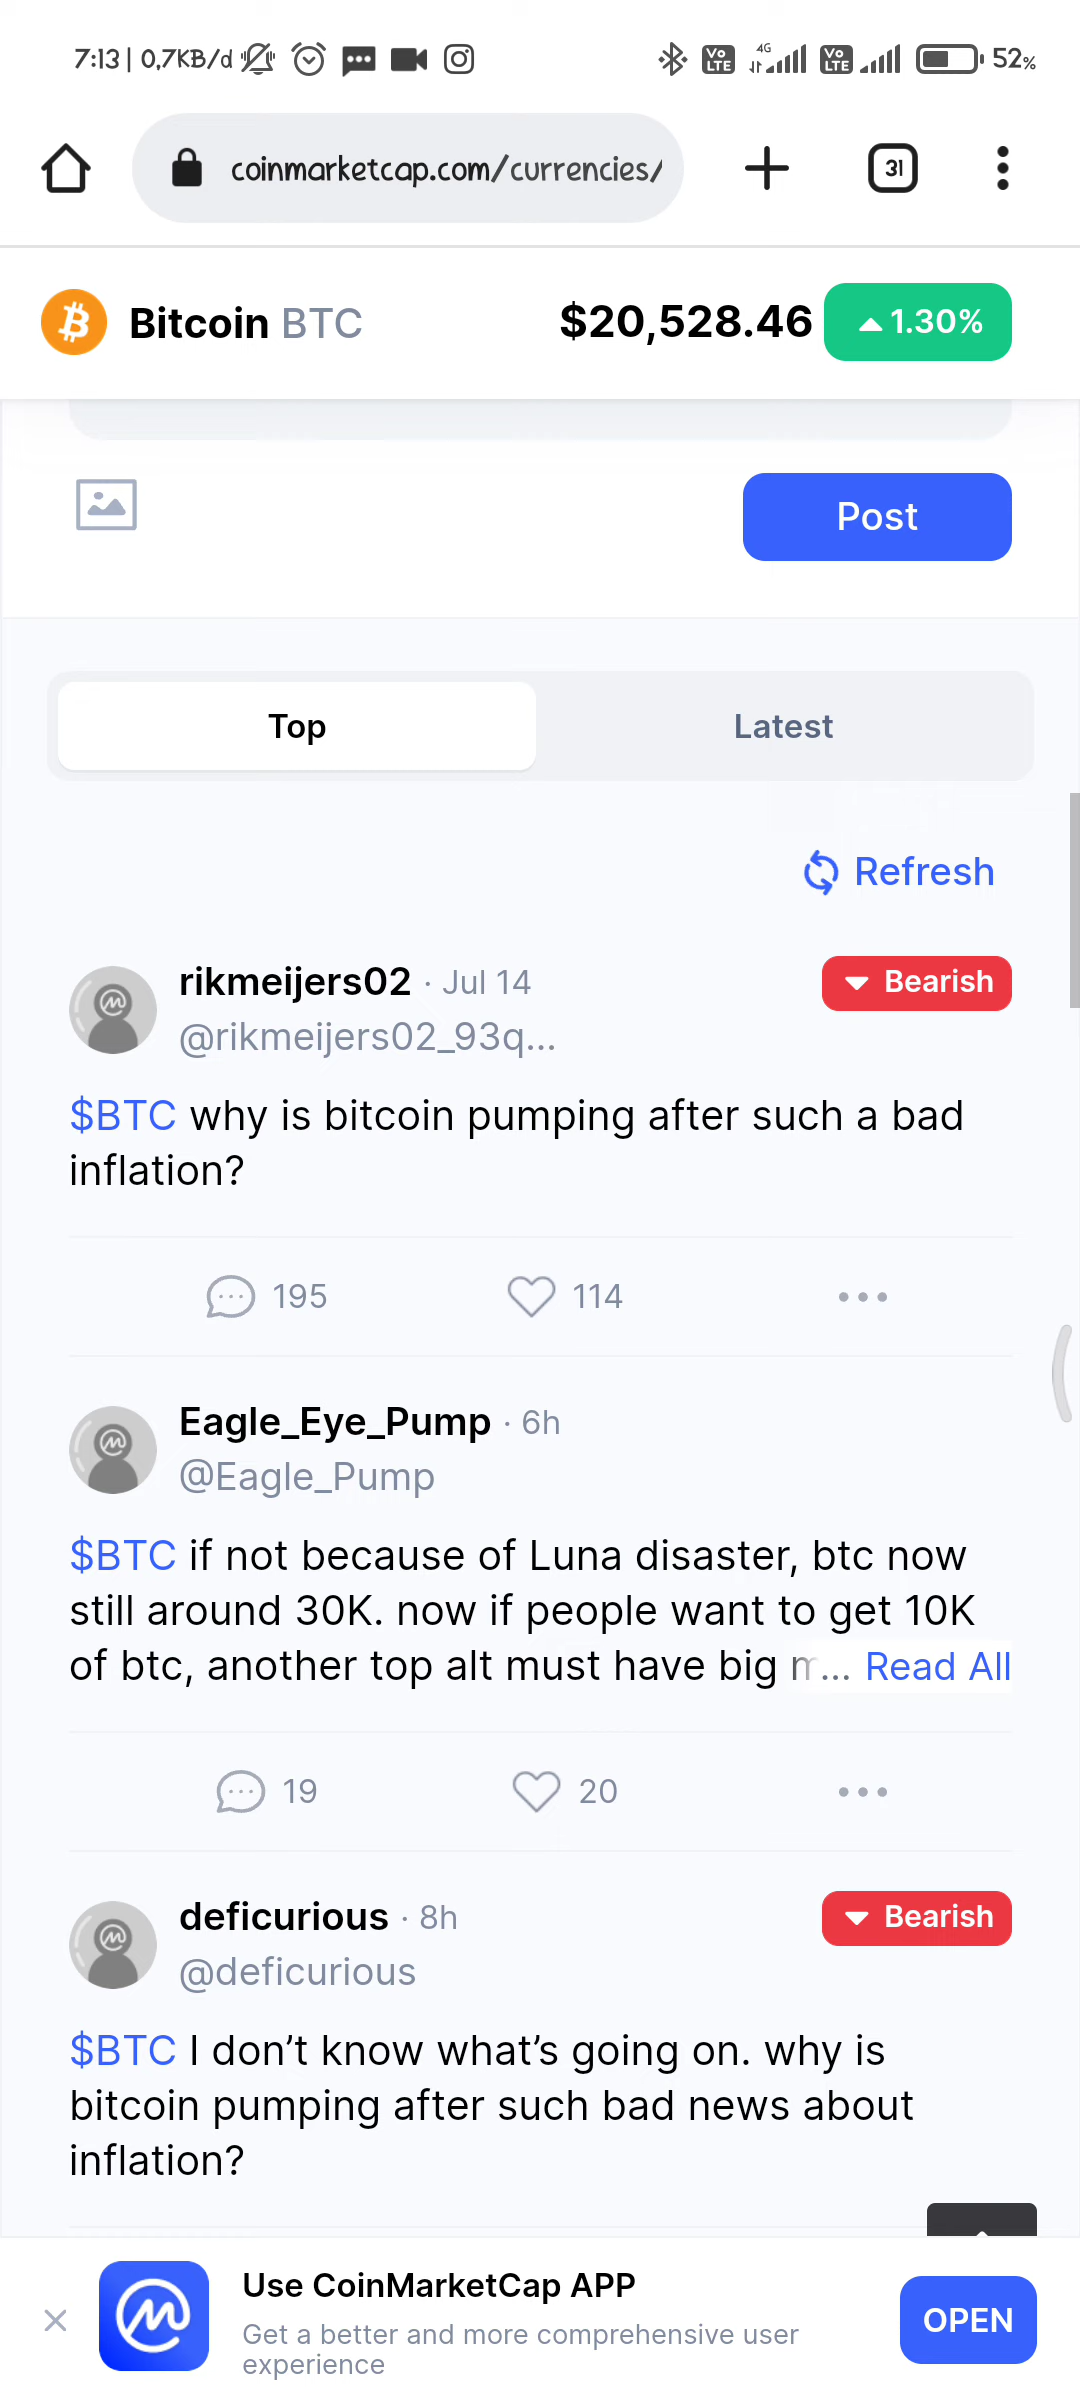 7:13 | 0,7KB/d Vo LTE 4G Vo LTE 52%
coinmarketcap.com/currencies/ 31
Bitcoin BTC $20,528.46 1.30%
Post
Top Latest
Refresh
rikmeijers02 · Jul 14 Bearish
@rikmeijers02_93q...
$BTC why is bitcoin pumping after such a bad
inflation?
195 114
Eagle_Eye_Pump · 6h
@Eagle_Pump
$BTC if not because of Luna disaster, btc now
still around 30K. now if people want to get 10K
of btc, another top alt must have big m... Read All
19 20
deficurious · 8h Bearish
@deficurious
$BTC I don’t know what’s going on. why is
bitcoin pumping after such bad news about
inflation?
Use CoinMarketCap APP
Get a better and more comprehensive user
experience
OPEN